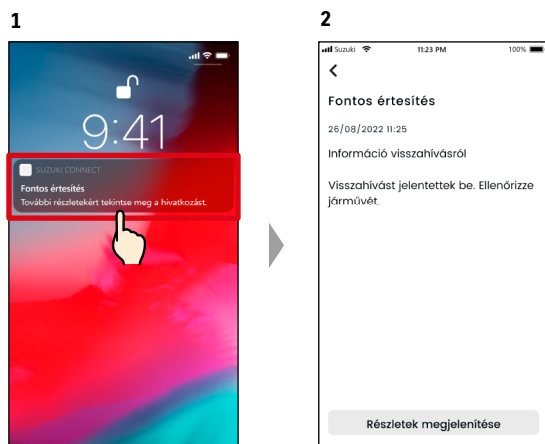 1
9:41
SUZUKI CONNECT
Fontos értesítés
További részletekért tekintse meg a hivatkozást.
2
Suzuki 11:23 PM 100%
Fontos értesítés
26/08/2022 11:25
Információ visszahívásról
Visszahívást jelentettek be. Ellenőrizze
járművét.
Részletek megjelenítése